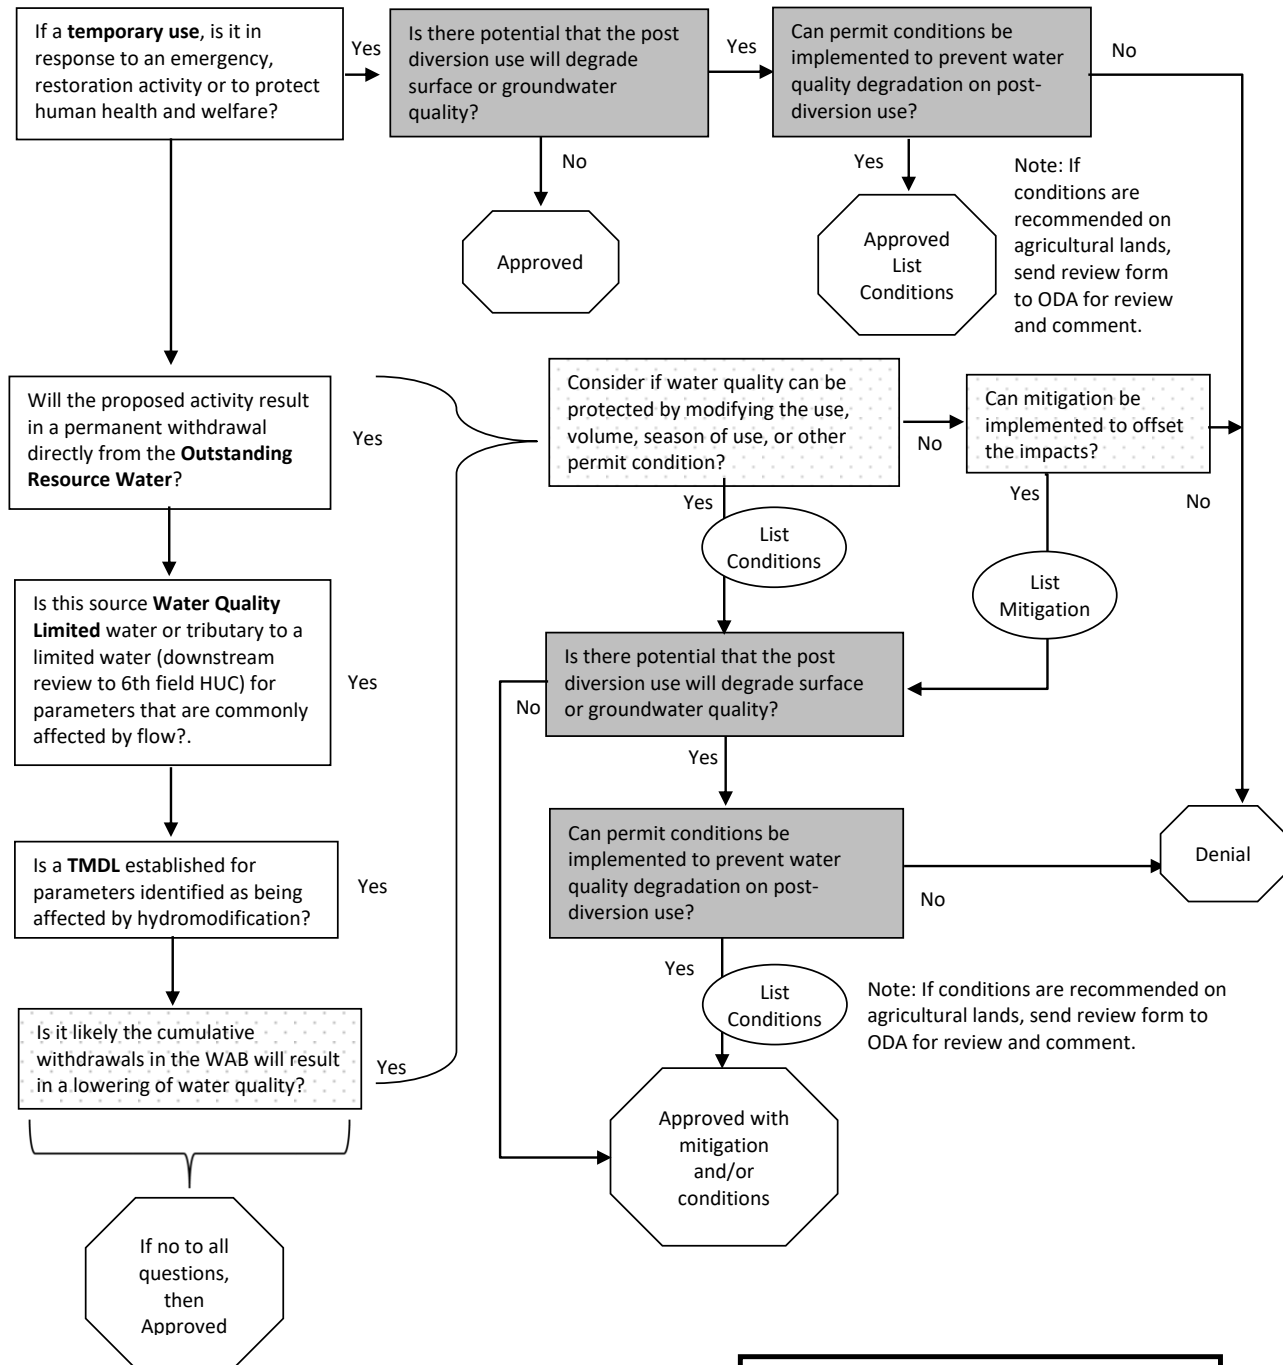 If a temporary use, is it in
response to an emergency,
restoration activity or to protect
human health and welfare?
Yes
Is there potential that the post
diversion use will degrade
surface or groundwater
quality?
Yes
Can permit conditions be
implemented to prevent water
quality degradation on post-
diversion use?
No
No
Yes
Approved
Approved
List
Conditions
Note: If
conditions are
recommended on
agricultural lands,
send review form
to ODA for review
and comment.
Will the proposed activity result
in a permanent withdrawal
directly from the Outstanding
Resource Water?
Yes
Consider if water quality can be
protected by modifying the use,
volume, season of use, or other
permit condition?
No
Can mitigation be
implemented to offset
the impacts?
No
Yes
Yes
List
Conditions
List
Mitigation
Is this source Water Quality
Limited water or tributary to a
limited water (downstream
review to 6th field HUC) for
parameters that are commonly
affected by flow?.
Yes
Is there potential that the post
diversion use will degrade surface
or groundwater quality?
No
Yes
Is a TMDL established for
parameters identified as being
affected by hydromodification?
Yes
Can permit conditions be
implemented to prevent water
quality degradation on post-
diversion use?
No
Denial
Yes
List
Conditions
Note: If conditions are recommended on
agricultural lands, send review form to
ODA for review and comment.
Is it likely the cumulative
withdrawals in the WAB will result
in a lowering of water quality?
Yes
Approved with
mitigation
and/or
conditions
If no to all
questions,
then
Approved